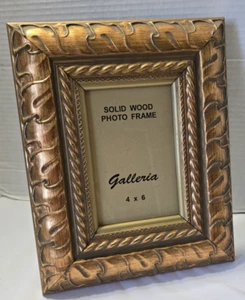 SOLID WOOD
PHOTO FRAME
Galleria
4 x 6